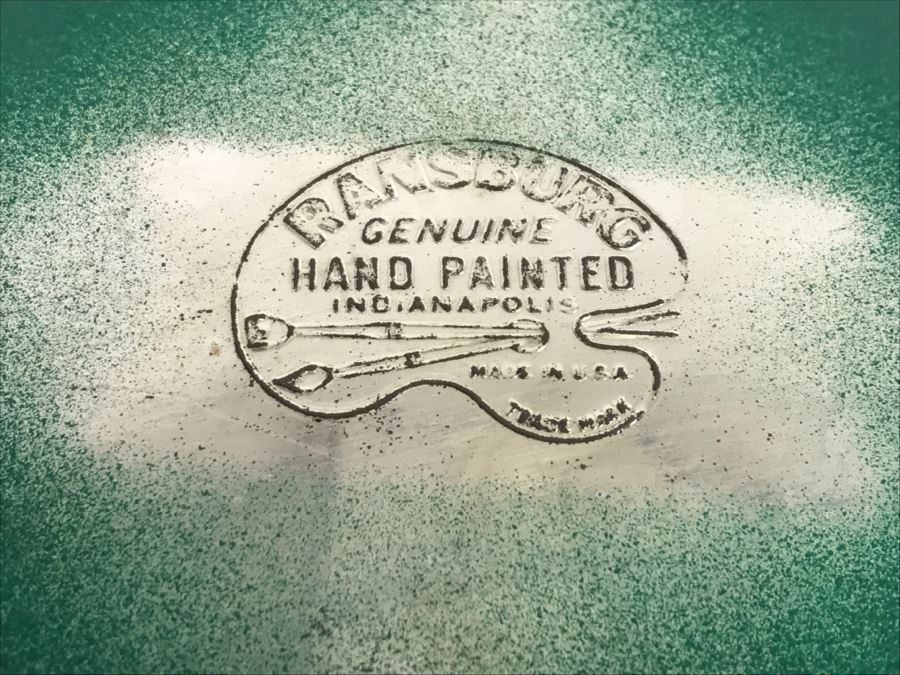 RANSBURG
GENUINE
HAND PAINTED
INDIANAPOLIS
MADE IN U.S.A.
TRADE MARK